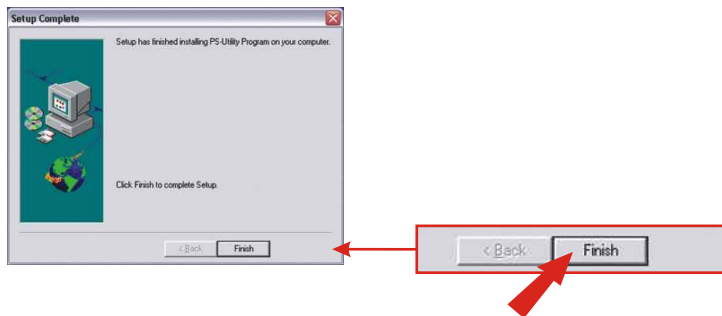 Setup Complete
Setup has finished installing PS-Utility Program on your computer.
Click Finish to complete Setup.
< Back Finish
< Back Finish